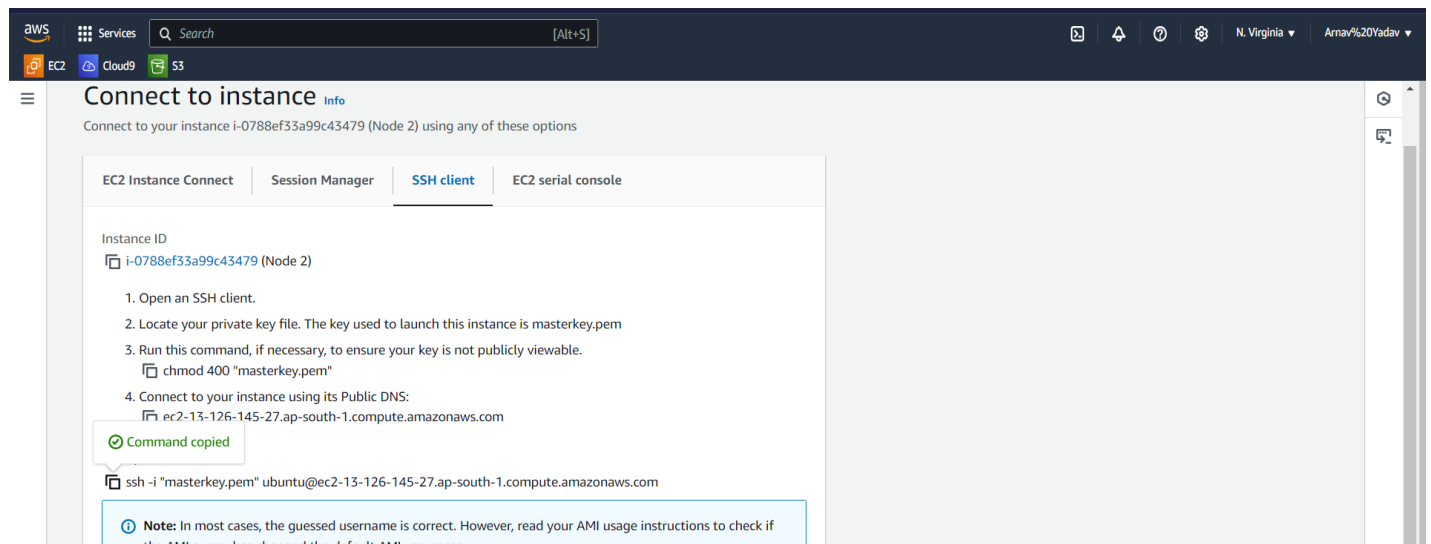 aws Services Search [Alt+S] N. Virginia ▼ Arnav%20Yadav ▼
EC2 Cloud9 S3
Connect to instance Info
Connect to your instance i-0788ef33a99c43479 (Node 2) using any of these options
EC2 Instance Connect Session Manager SSH client EC2 serial console
Instance ID
i-0788ef33a99c43479 (Node 2)
1. Open an SSH client.
2. Locate your private key file. The key used to launch this instance is masterkey.pem
3. Run this command, if necessary, to ensure your key is not publicly viewable.
chmod 400 "masterkey.pem"
4. Connect to your instance using its Public DNS:
ec2-13-126-145-27.ap-south-1.compute.amazonaws.com
Command copied
ssh -i "masterkey.pem" ubuntu@ec2-13-126-145-27.ap-south-1.compute.amazonaws.com
Note: In most cases, the guessed username is correct. However, read your AMI usage instructions to check if